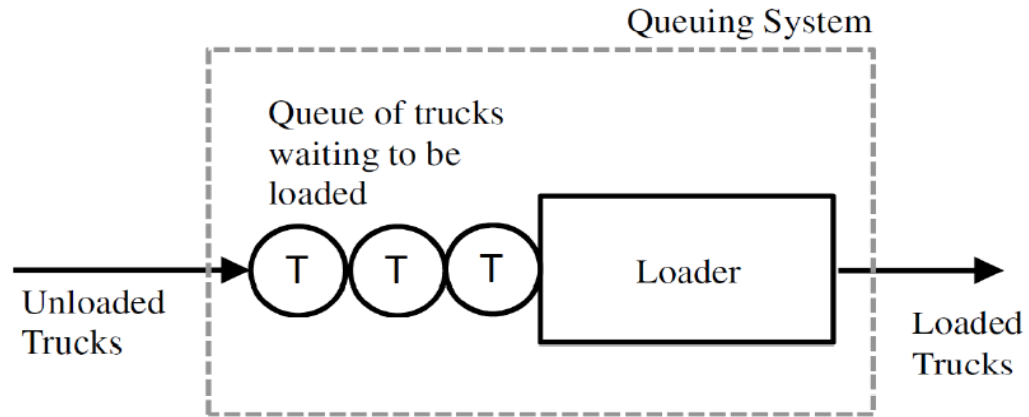 Queuing System
Queue of trucks
waiting to be
loaded
T
T
T
Loader
Unloaded
Trucks
Loaded
Trucks